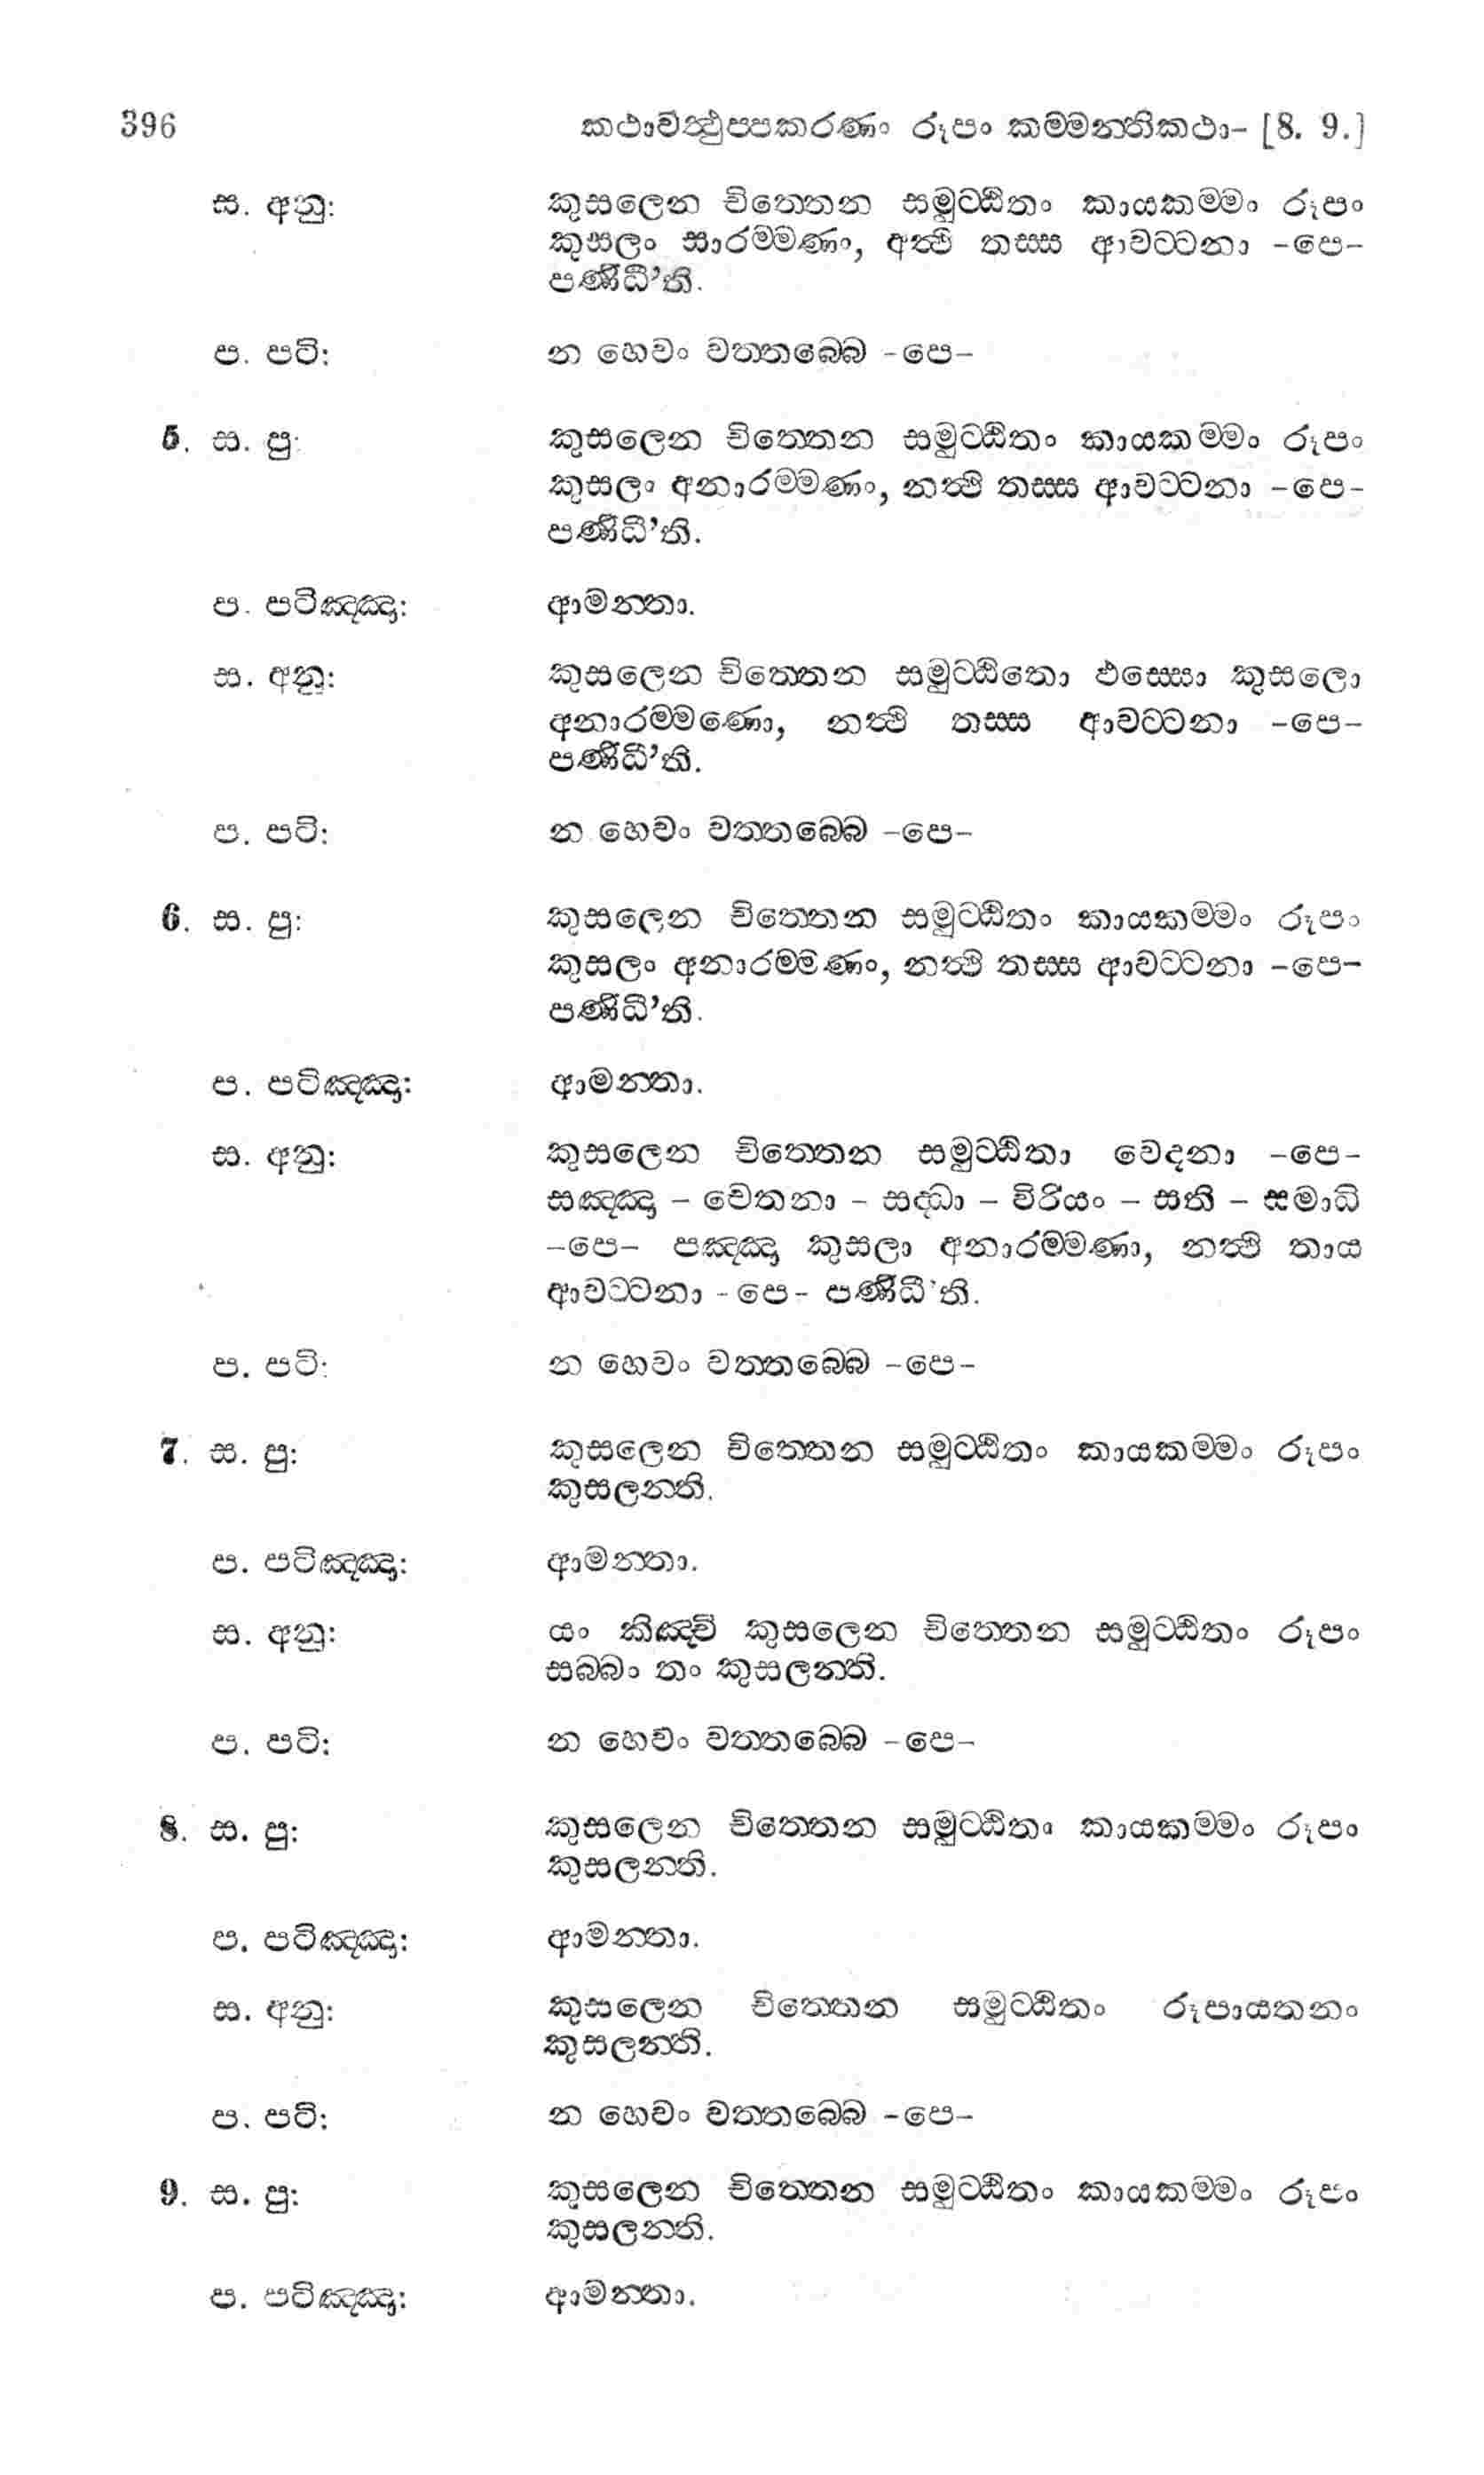 396 කථාවත්‍ථුප‍්පකරණං රූපං කම‍්මන‍්තිකථා- [8. 9.]
ස. අනු: කුසලෙන චිත‍්තෙන සමුට‍්ඨිතං කායකම‍්මං රූපං
කුසලං සාරම‍්මණං, අත්‍ථි තස‍්ස ආවට‍්ටනා -පෙ-
පණිධී’ති.
ප. පටි: න හෙවං වත‍්තබ‍්බෙ -පෙ-
5. ස. පු: කුසලෙන චිත‍්තෙන සමුට‍්ඨිතං කායකම‍්මං රූපං
කුසලං අනාරම‍්මණං, නත්‍ථි තස‍්ස ආවට‍්ටනා -පෙ-
පණිධී’ති.
ප. පටිඤ‍්ඤා: ආමන‍්තා.
ස. අනු: කුසලෙන චිත‍්තෙන සමුට‍්ඨිතො ඵස‍්සො කුසලො
අනාරම‍්මණො, නත්‍ථි තස‍්ස ආවට‍්ටනා -පෙ-
පණිධී’ති.
ප. පටි: න හෙවං වත‍්තබ‍්බෙ -පෙ-
6. ස. පු: කුසලෙන චිත‍්තෙන සමුට‍්ඨිතං කායකම‍්මං රූපං
කුසලං අනාරම‍්මණං, නත්‍ථි තස‍්ස ආවට‍්ටනා -පෙ-
පණිධී’ති.
ප. පටිඤ‍්ඤා: ආමන‍්තා.
ස. අනු: කුසලෙන චිත‍්තෙන සමුට‍්ඨිතා වෙදනා -පෙ-
සඤ‍්ඤා - චෙතනා - සද‍්ධා - විරියං - සති - සමාධි
-පෙ- පඤ‍්ඤා කුසලා අනාරම‍්මණා, නත්‍ථි තාය
ආවට‍්ටනා -පෙ- පණිධී’ති.
ප. පටි: න හෙවං වත‍්තබ‍්බෙ -පෙ-
7. ස. පු: කුසලෙන චිත‍්තෙන සමුට‍්ඨිතං කායකම‍්මං රූපං
කුසලන‍්ති.
ප. පටිඤ‍්ඤා: ආමන‍්තා.
ස. අනු: යං කිඤ‍්චි කුසලෙන චිත‍්තෙන සමුට‍්ඨිතං රූපං
සබ‍්බං තං කුසලන‍්ති.
ප. පටි: න හෙවං වත‍්තබ‍්බෙ -පෙ-
8. ස. පු: කුසලෙන චිත‍්තෙන සමුට‍්ඨිතං කායකම‍්මං රූපං
කුසලන‍්ති.
ප. පටිඤ‍්ඤා: ආමන‍්තා.
ස. අනු: කුසලෙන චිත‍්තෙන සමුට‍්ඨිතං රූපායතනං
කුසලන‍්ති.
ප. පටි: න හෙවං වත‍්තබ‍්බෙ -පෙ-
9. ස. පු: කුසලෙන චිත‍්තෙන සමුට‍්ඨිතං කායකම‍්මං රූපං
කුසලන‍්ති.
ප. පටිඤ‍්ඤා: ආමන‍්තා.